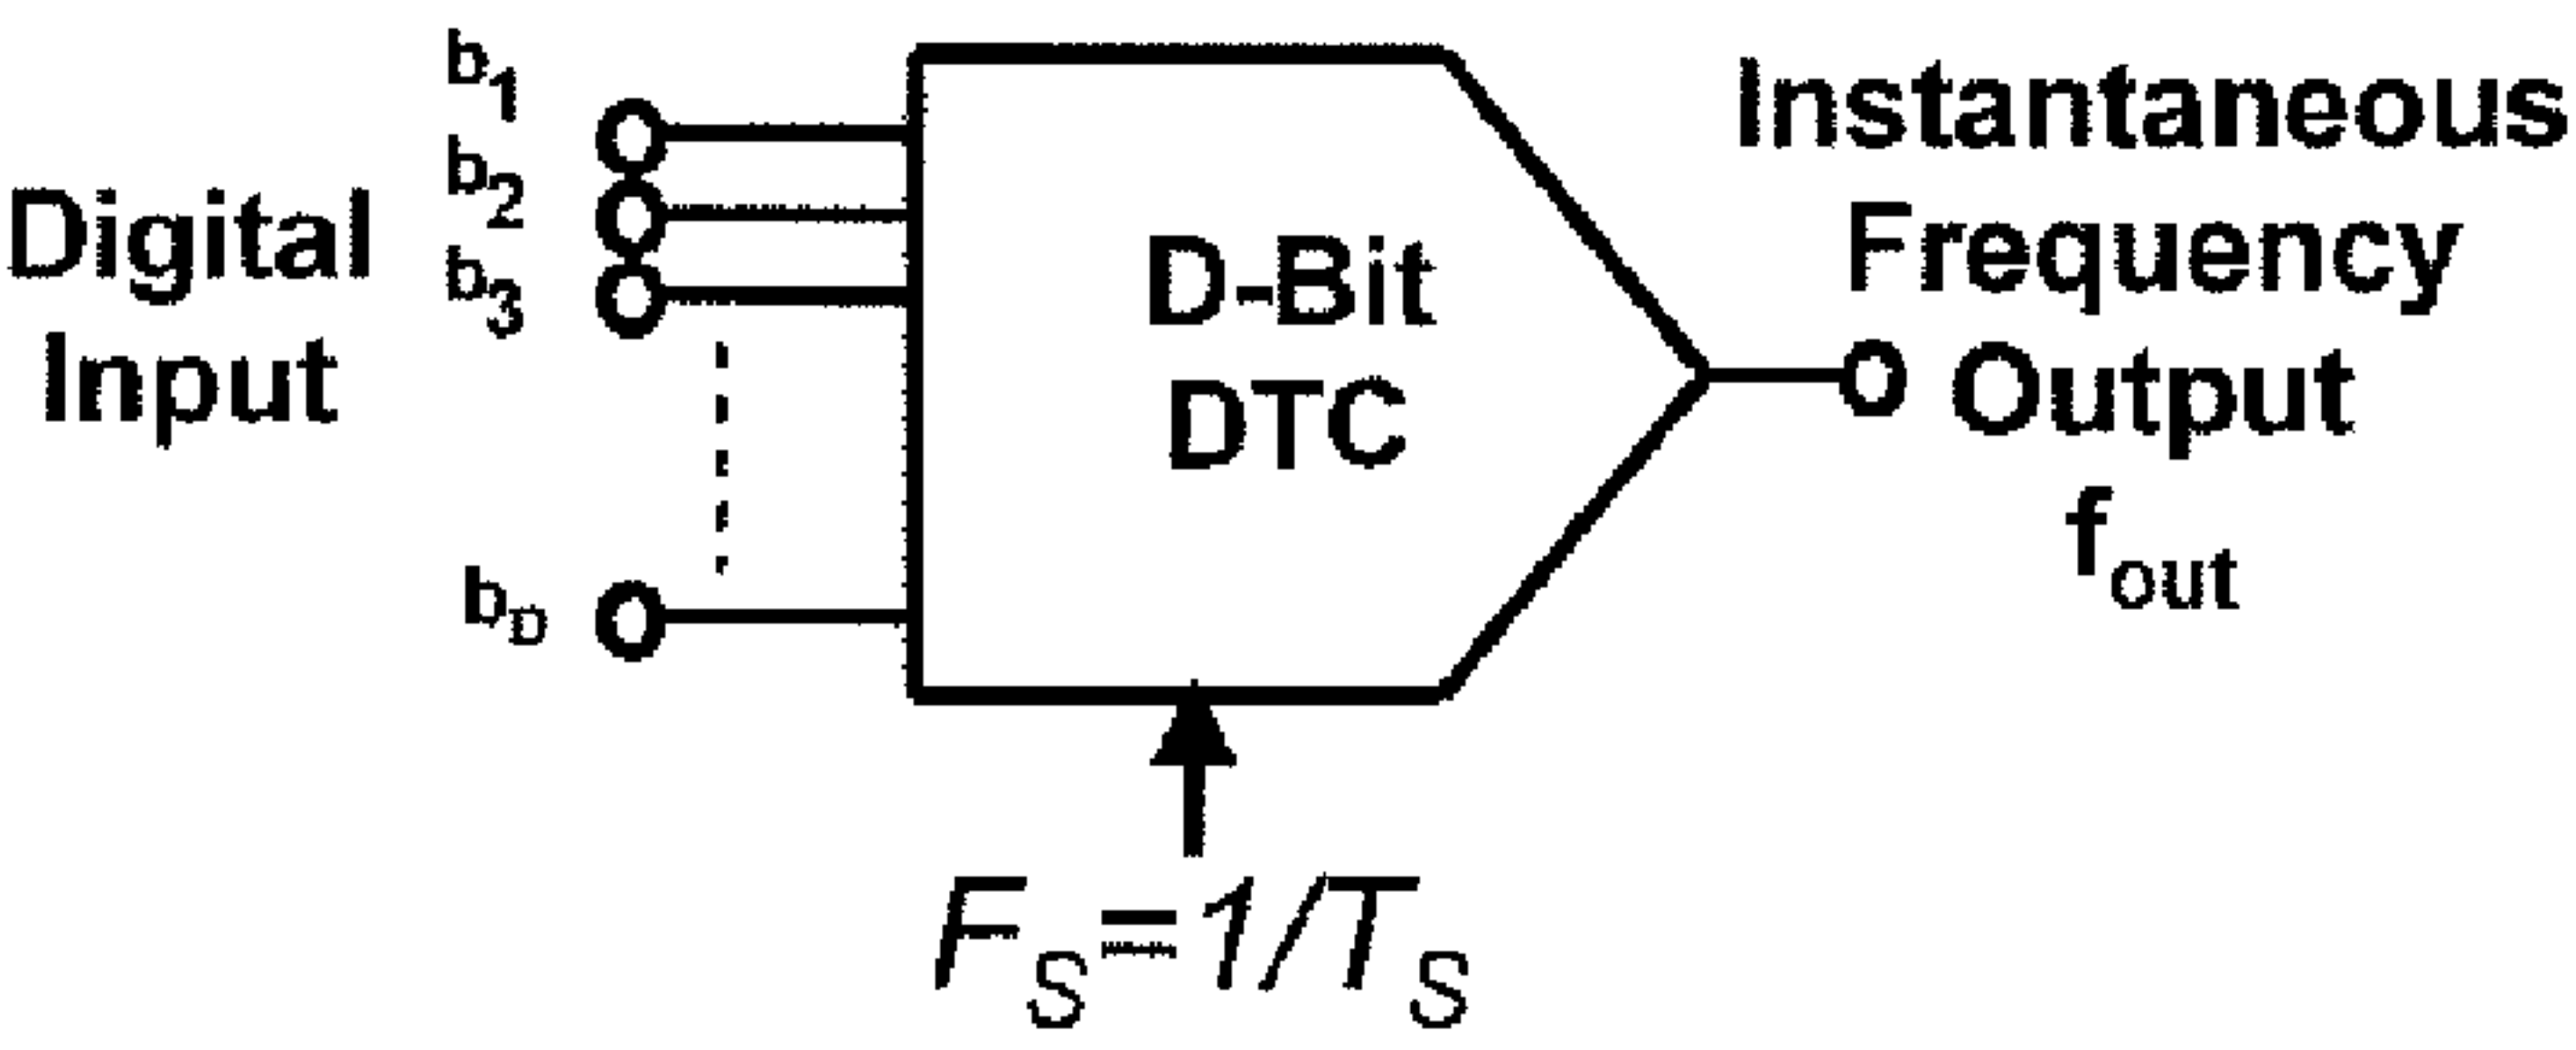 b1
b2
b3
bD
Digital
Input
D-Bit
DTC
Instantaneous
Frequency
Output
fout
FS=1/TS